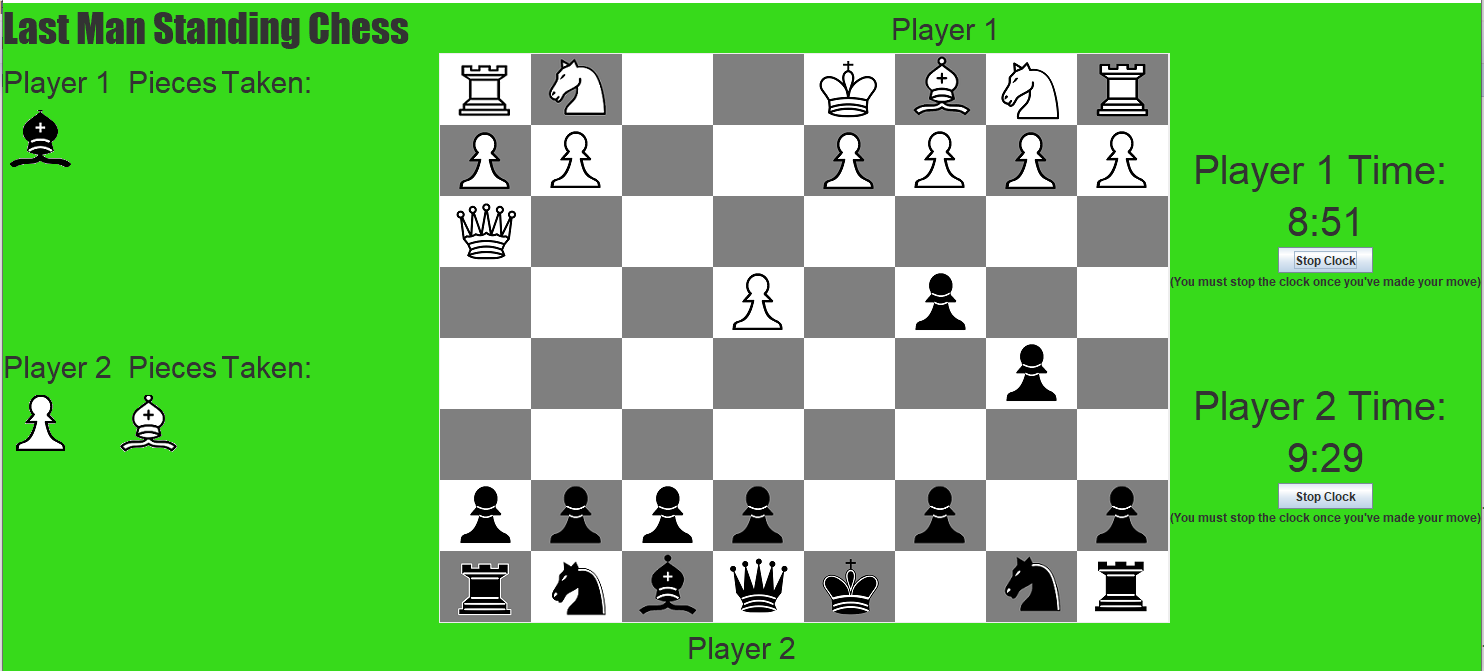 Last Man Standing Chess
Player 1
Player 1 Pieces Taken:
Player 1 Time:
8:51
Stop Clock
(You must stop the clock once you've made your move)
Player 2 Pieces Taken:
Player 2 Time:
9:29
Stop Clock
(You must stop the clock once you've made your move)
Player 2